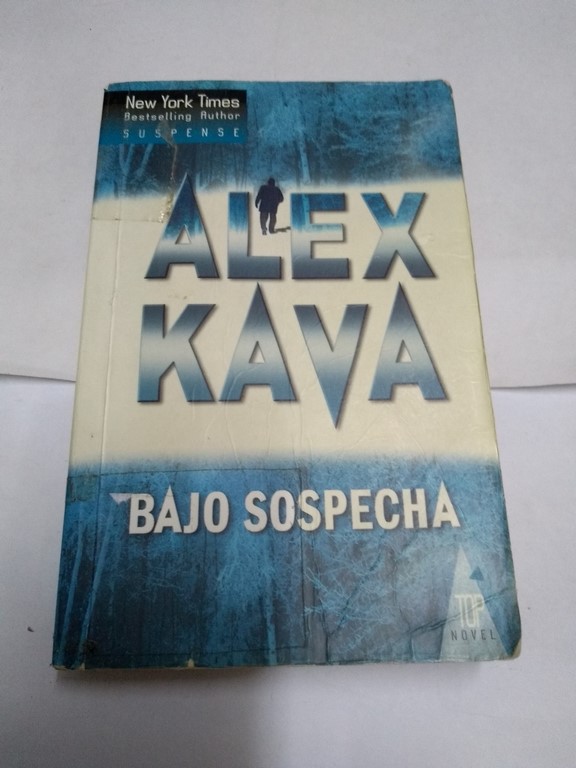 New York Times
Bestselling Author
SUSPENSE
ALEX
KAVA
BAJO SOSPECHA
TOP
NOVEL